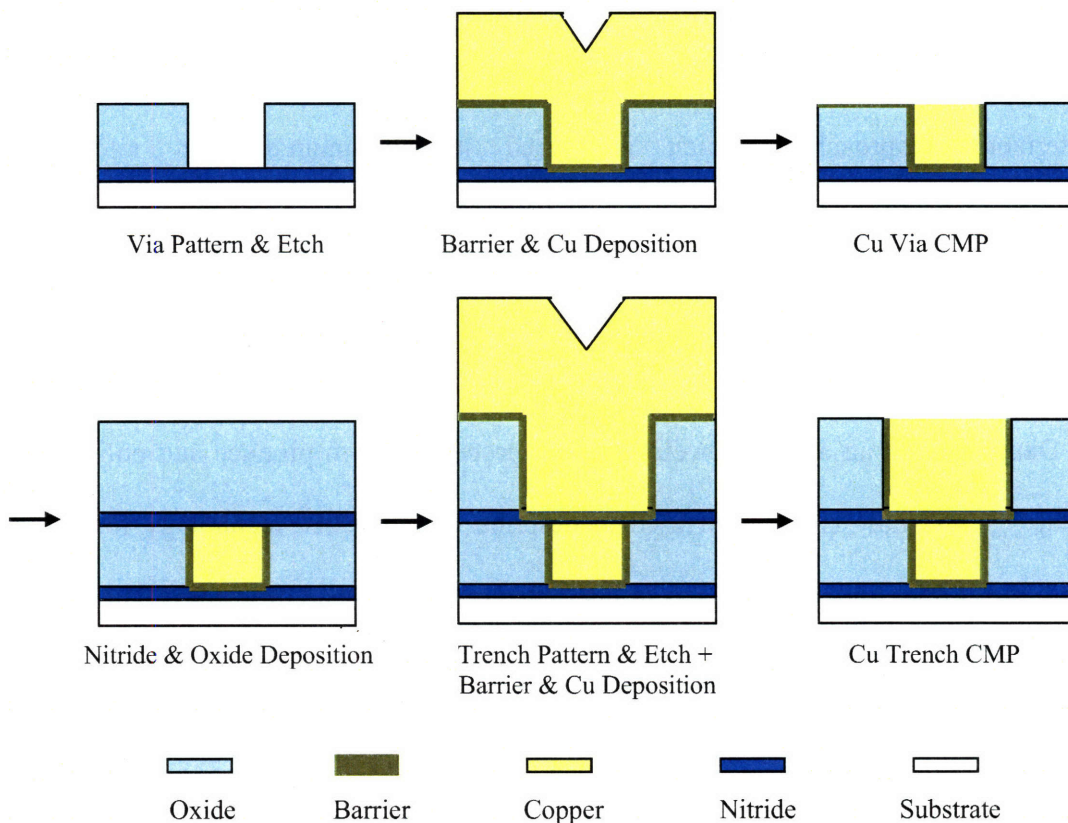 Via Pattern & Etch
Barrier & Cu Deposition
Cu Via CMP
Nitride & Oxide Deposition
Trench Pattern & Etch +
Barrier & Cu Deposition
Cu Trench CMP
Oxide
Barrier
Copper
Nitride
Substrate